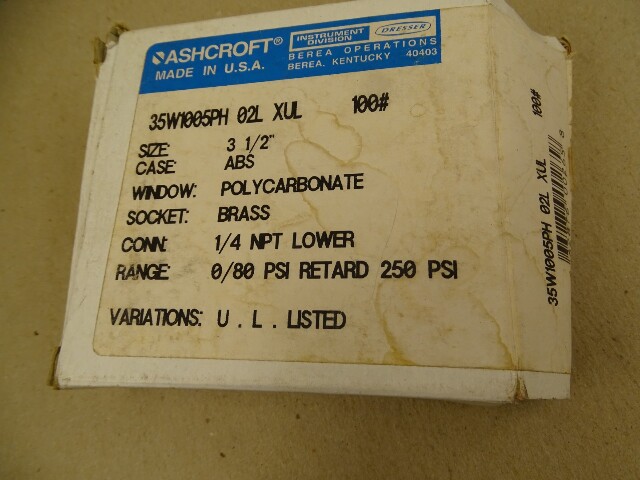 ASHCROFT®
MADE IN U.S.A.
INSTRUMENT
DIVISION
DRESSER
BEREA OPERATIONS
BEREA, KENTUCKY 40403
35W1005PH 02L XUL 100#
SIZE: 3 1/2"
CASE: ABS
WINDOW: POLYCARBONATE
SOCKET: BRASS
CONN: 1/4 NPT LOWER
RANGE: 0/80 PSI RETARD 250 PSI
VARIATIONS: U . L . LISTED
35W1005PH 02L XUL 100#